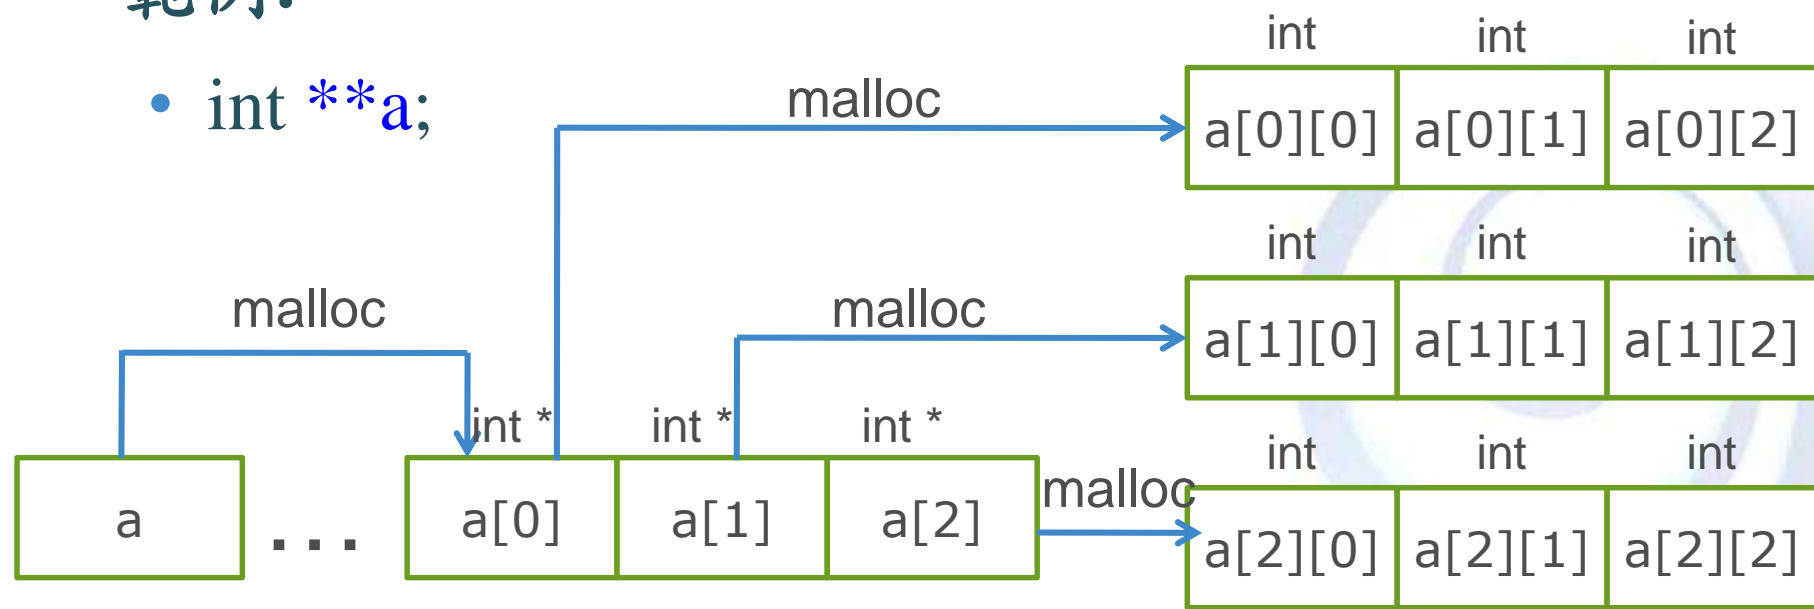 範例:
• int **a;
malloc
int int int
a[0][0] a[0][1] a[0][2]
malloc
malloc
int int int
a[1][0] a[1][1] a[1][2]
int * int * int *
a ... a[0] a[1] a[2]
malloc
int int int
a[2][0] a[2][1] a[2][2]